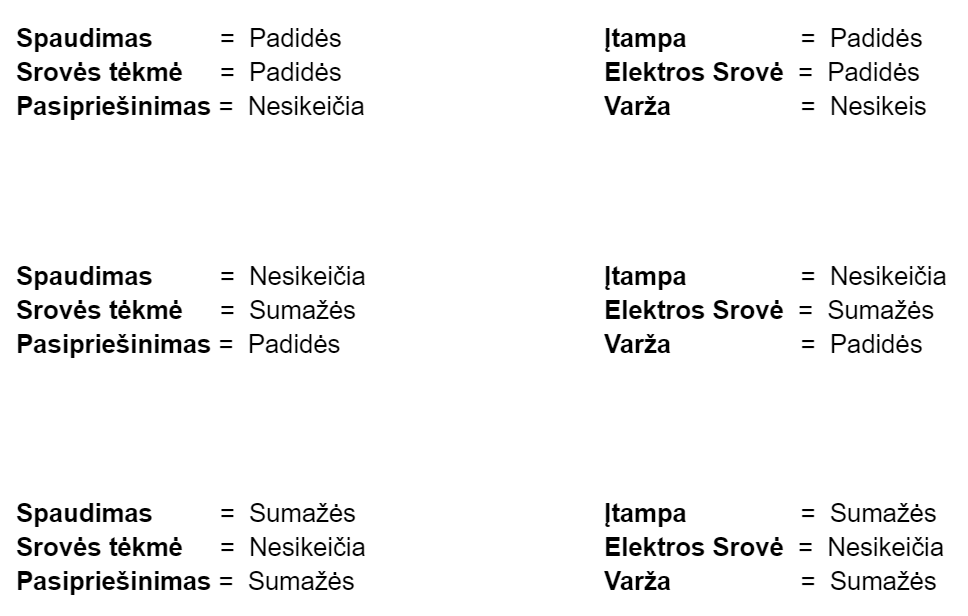 Spaudimas = Padidės
Srovės tėkmė = Padidės
Pasipriešinimas = Nesikeičia
Įtampa = Padidės
Elektros Srovė = Padidės
Varža = Nesikeis
Spaudimas = Nesikeičia
Srovės tėkmė = Sumažės
Pasipriešinimas = Padidės
Įtampa = Nesikeičia
Elektros Srovė = Sumažės
Varža = Padidės
Spaudimas = Sumažės
Srovės tėkmė = Nesikeičia
Pasipriešinimas = Sumažės
Įtampa = Sumažės
Elektros Srovė = Nesikeičia
Varža = Sumažės